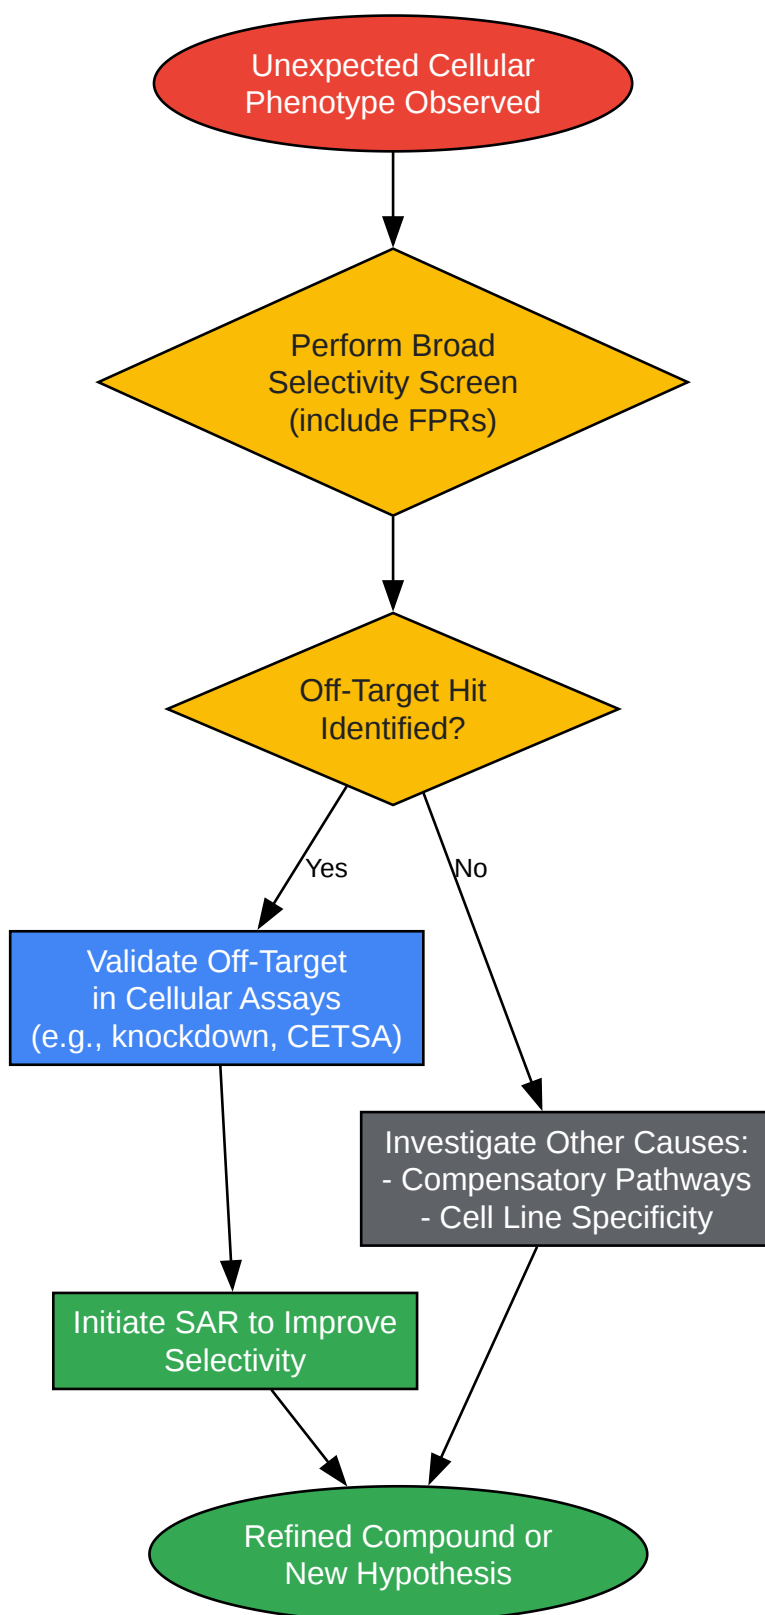 Unexpected Cellular
Phenotype Observed
Perform Broad
Selectivity Screen
(include FPRs)
Off-Target Hit
Identified?
Yes
No
Validate Off-Target
in Cellular Assays
(e.g., knockdown, CETSA)
Investigate Other Causes:
- Compensatory Pathways
- Cell Line Specificity
Initiate SAR to Improve
Selectivity
Refined Compound or
New Hypothesis